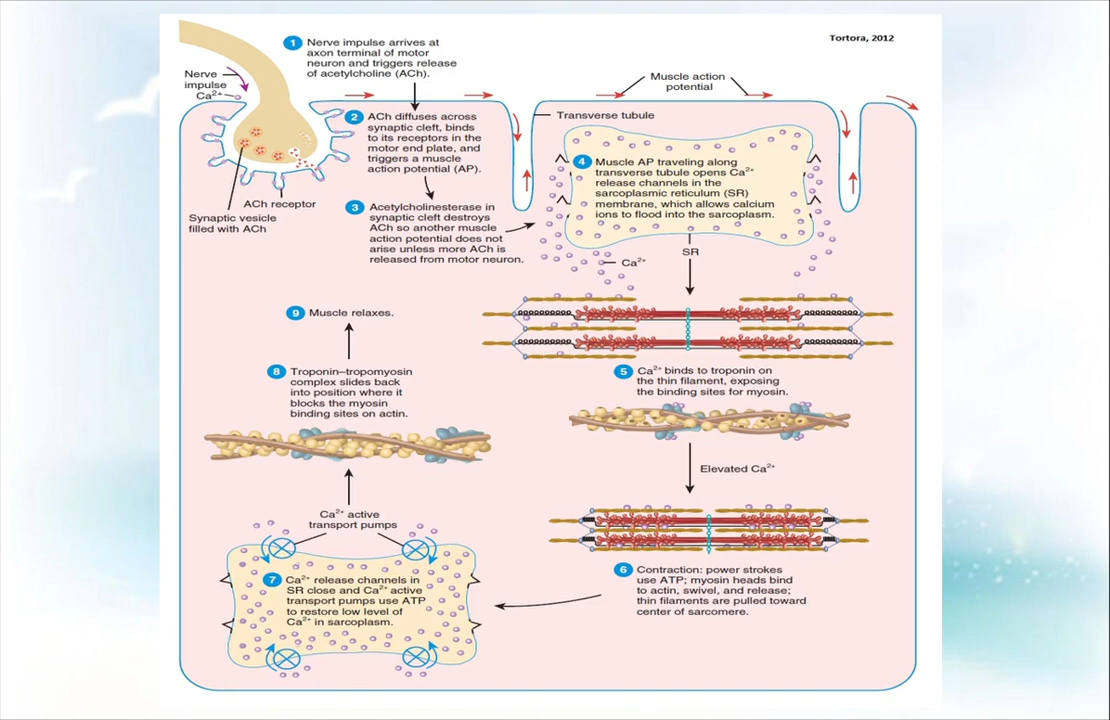 Tortora, 2012
1 Nerve impulse arrives at
axon terminal of motor
neuron and triggers release
of acetylcholine (ACh).
Nerve
impulse
Ca2+
Muscle action
potential
Transverse tubule
2 ACh diffuses across
synaptic cleft, binds
to its receptors in the
motor end plate, and
triggers a muscle
action potential (AP).
4 Muscle AP traveling along
transverse tubule opens Ca2+
release channels in the
sarcoplasmic reticulum (SR)
membrane, which allows calcium
ions to flood into the sarcoplasm.
ACh receptor
Synaptic vesicle
filled with ACh
3 Acetylcholinesterase in
synaptic cleft destroys
ACh so another muscle
action potential does not
arise unless more ACh is
released from motor neuron.
SR
Ca2+
9 Muscle relaxes.
8 Troponin–tropomyosin
complex slides back
into position where it
blocks the myosin
binding sites on actin.
5 Ca2+ binds to troponin on
the thin filament, exposing
the binding sites for myosin.
Elevated Ca2+
Ca2+ active
transport pumps
7 Ca2+ release channels in
SR close and Ca2+ active
transport pumps use ATP
to restore low level of
Ca2+ in sarcoplasm.
6 Contraction: power strokes
use ATP; myosin heads bind
to actin, swivel, and release;
thin filaments are pulled toward
center of sarcomere.